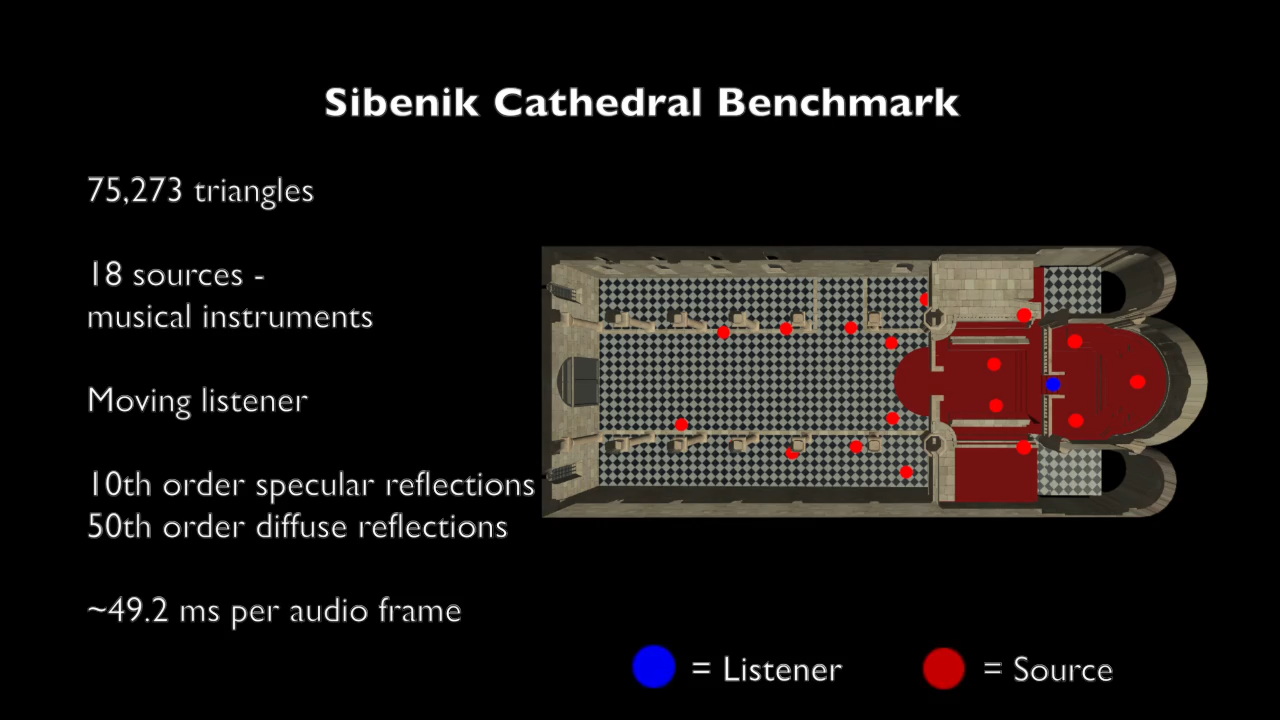 Sibenik Cathedral Benchmark
75,273 triangles
18 sources -
musical instruments
Moving listener
10th order specular reflections
50th order diffuse reflections
~49.2 ms per audio frame
= Listener
= Source